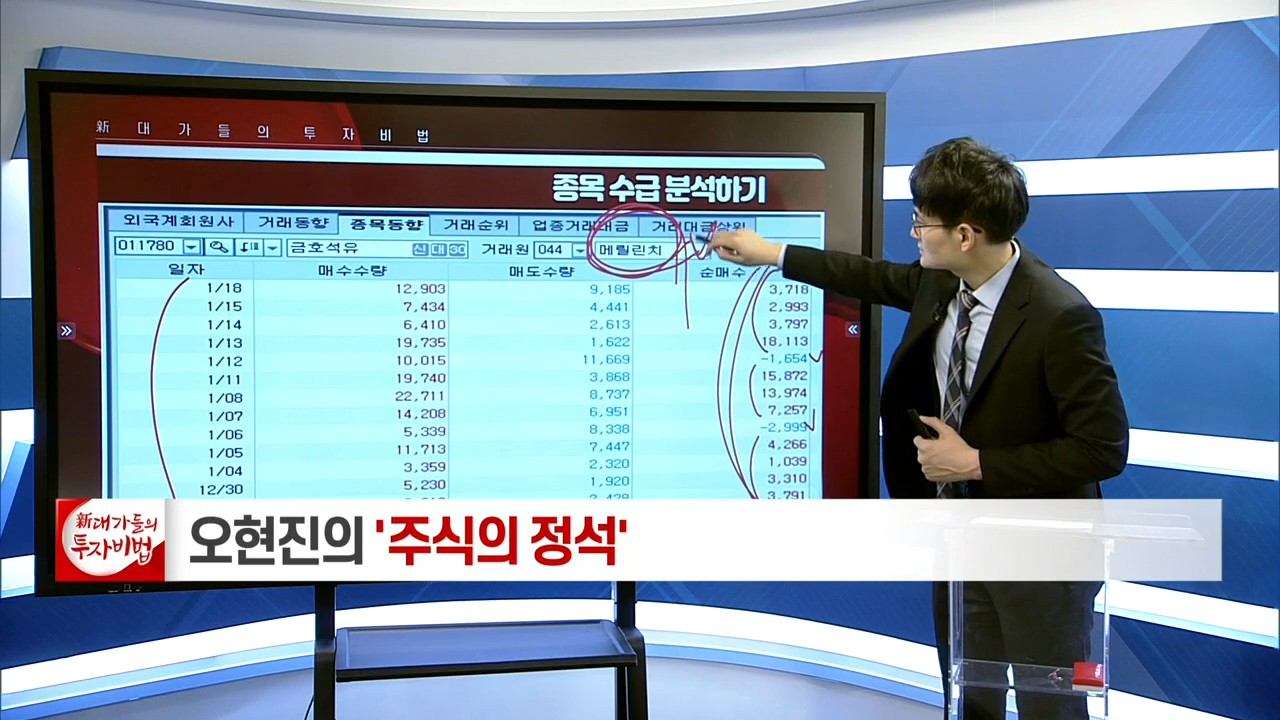 新 대 가 들 의 투 자 비 법
종목 수급 분석하기
외국계회원사 거래동향 종목동향 거래순위 업종거래대금 거래대금상위
011780 금호석유 신 대 30 거래원 044 메릴린치
일자 매수수량 매도수량 순매수
1/18 12,903 9,185 3,718
1/15 7,434 4,441 2,993
1/14 6,410 2,613 3,797
1/13 19,735 1,622 18,113
1/12 10,015 11,669 -1,654
1/11 19,740 3,868 15,872
1/08 22,711 8,737 13,974
1/07 14,208 6,951 7,257
1/06 5,339 8,338 -2,999
1/05 11,713 7,447 4,266
1/04 3,359 2,320 1,039
12/30 5,230 1,920 3,310
3,791
新대가들의
투자비법
오현진의 '주식의 정석'